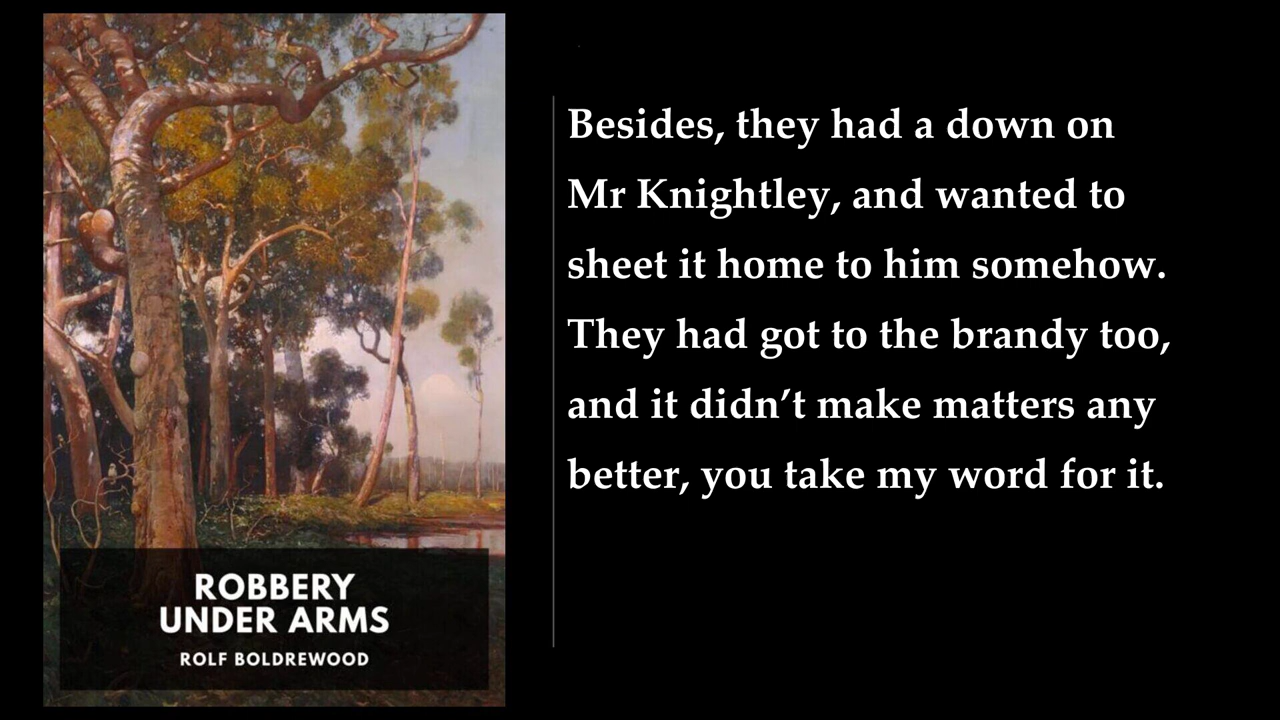 Besides, they had a down on
Mr Knightley, and wanted to
sheet it home to him somehow.
They had got to the brandy too,
and it didn’t make matters any
better, you take my word for it.
ROBBERY
UNDER ARMS
ROLF BOLDREWOOD